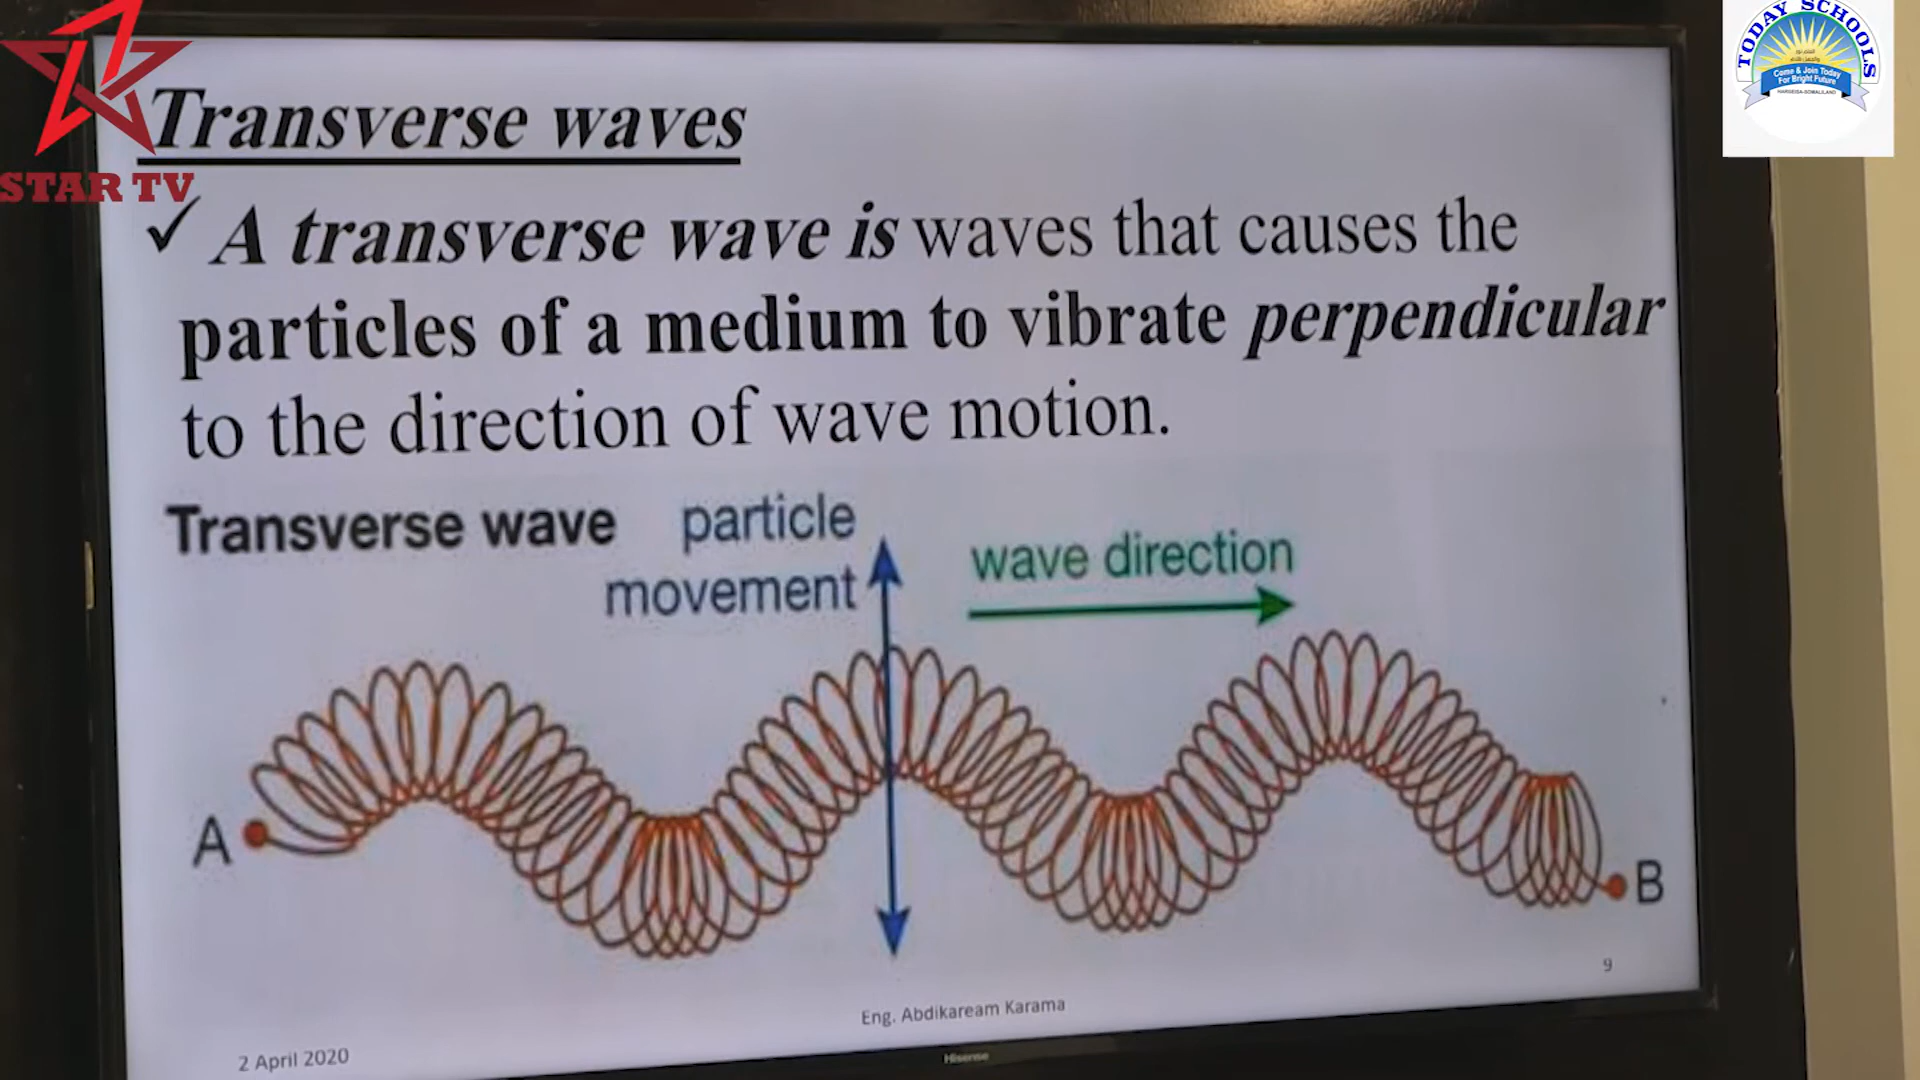 STAR TV
TODAY SCHOOLS
Come & Join Today
For Bright Future
HARGEISA-SOMALILAND
Transverse waves
✓ A transverse wave is waves that causes the
particles of a medium to vibrate perpendicular
to the direction of wave motion.
Transverse wave
particle
movement
wave direction
A
B
9
Eng. Abdikaream Karama
2 April 2020
Hisense